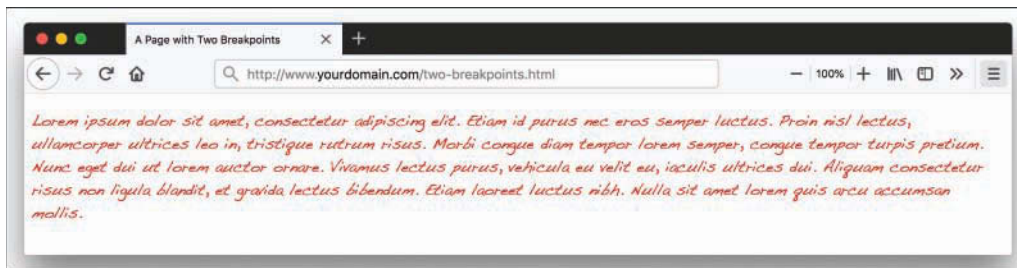 A Page with Two Breakpoints
http://www.yourdomain.com/two-breakpoints.html
100%
Lorem ipsum dolor sit amet, consectetur adipiscing elit. Etiam id purus nec eros semper luctus. Proin nisl lectus,
ullamcorper ultrices leo in, tristique rutrum risus. Morbi congue diam tempor lorem semper, congue tempor turpis pretium.
Nunc eget dui ut lorem auctor ornare. Vivamus lectus purus, vehicula eu velit eu, iaculis ultrices dui. Aliquam consectetur
risus non ligula blandit, et gravida lectus bibendum. Etiam laoreet luctus nibh. Nulla sit amet lorem quis arcu accumsan
mollis.